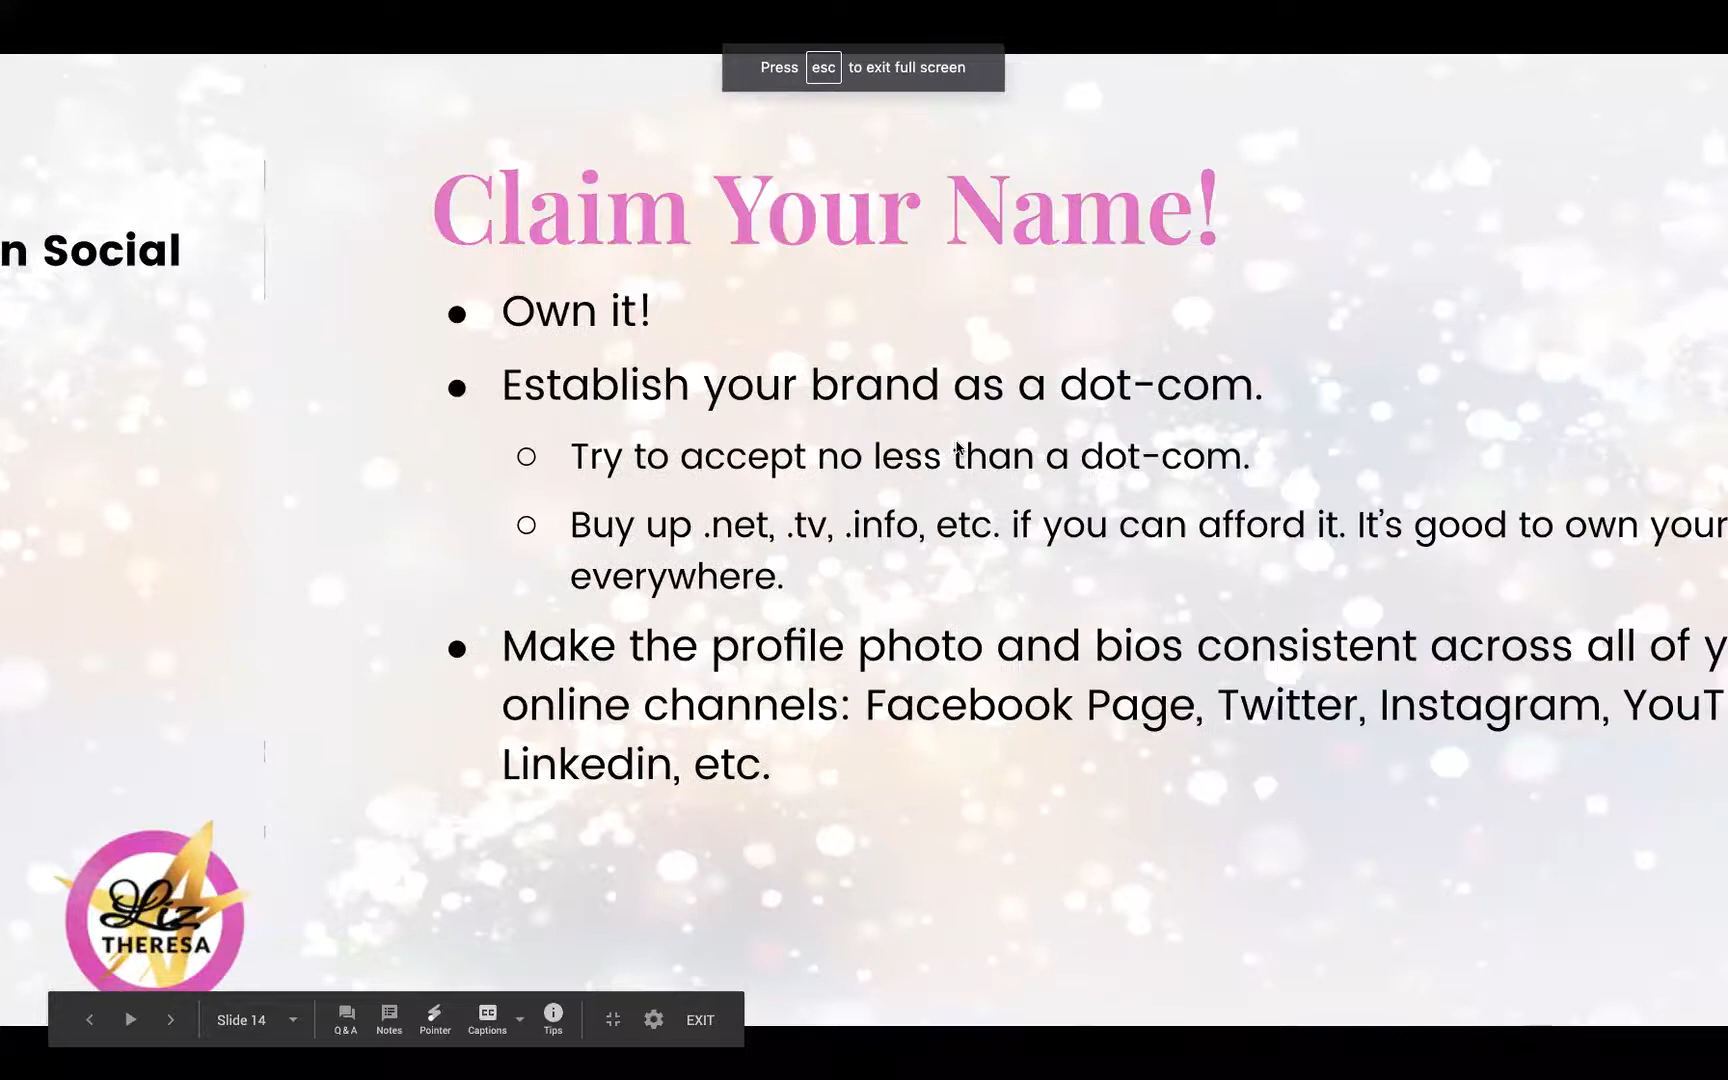 Press esc to exit full screen
n Social
Claim Your Name!
● Own it!
● Establish your brand as a dot-com.
○ Try to accept no less than a dot-com.
○ Buy up .net, .tv, .info, etc. if you can afford it. It’s good to own your
everywhere.
● Make the profile photo and bios consistent across all of y
online channels: Facebook Page, Twitter, Instagram, YouT
Linkedin, etc.
Liz
THERESA
Slide 14
Q&A
Notes
Pointer
CC
Captions
Tips
EXIT